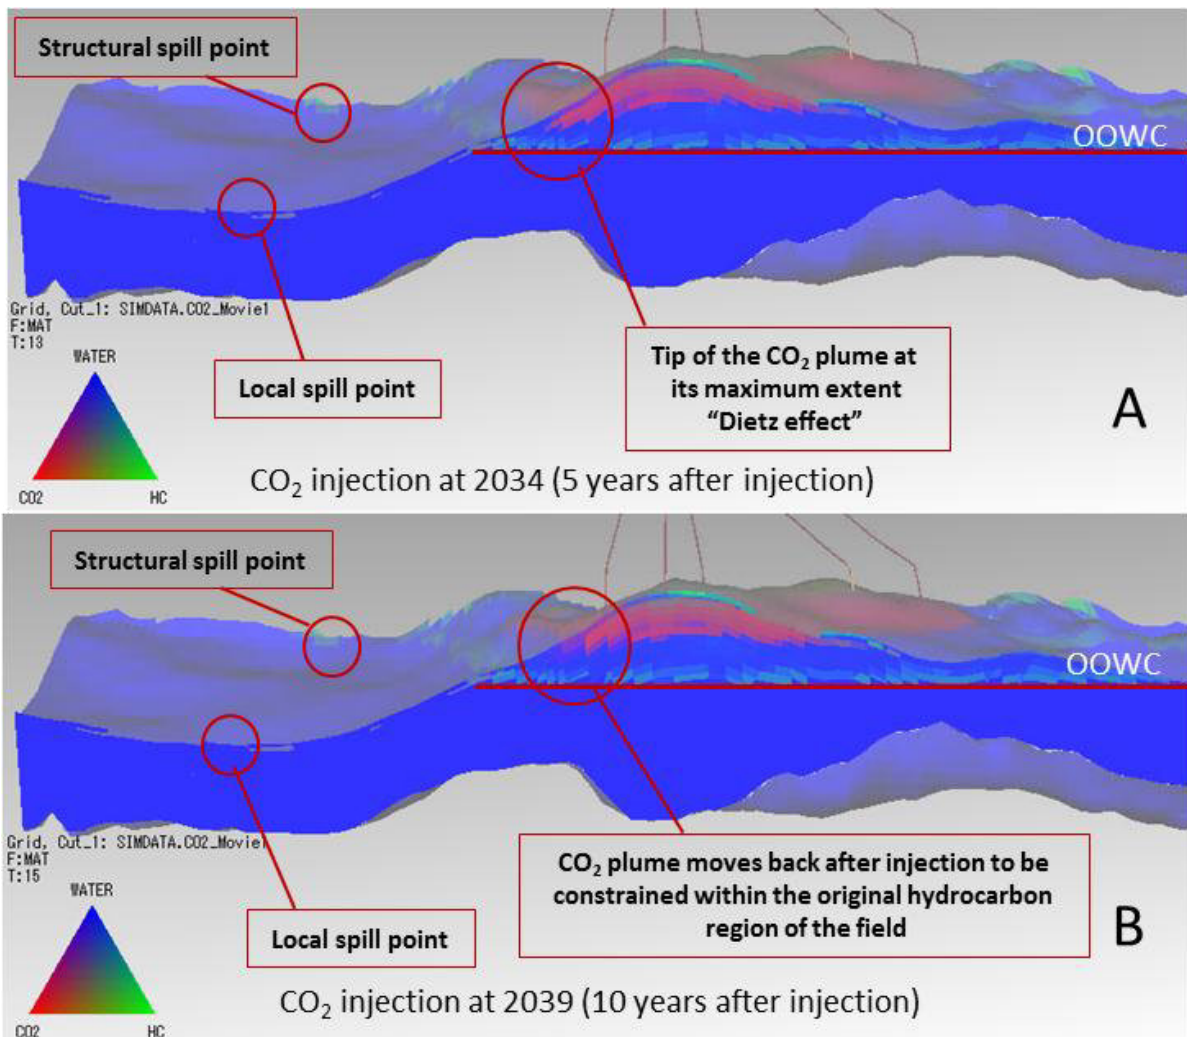 Structural spill point
OOWC
Grid, Cut_1: SIMDATA.CO2_Movie1
F:MAT
T:13
WATER
CO2
HC
Local spill point
Tip of the CO₂ plume at
its maximum extent
“Dietz effect”
A
CO₂ injection at 2034 (5 years after injection)
Structural spill point
OOWC
Grid, Cut_1: SIMDATA.CO2_Movie
F:MAT
T:15
WATER
CO2
HC
Local spill point
CO₂ plume moves back after injection to be
constrained within the original hydrocarbon
region of the field
B
CO₂ injection at 2039 (10 years after injection)